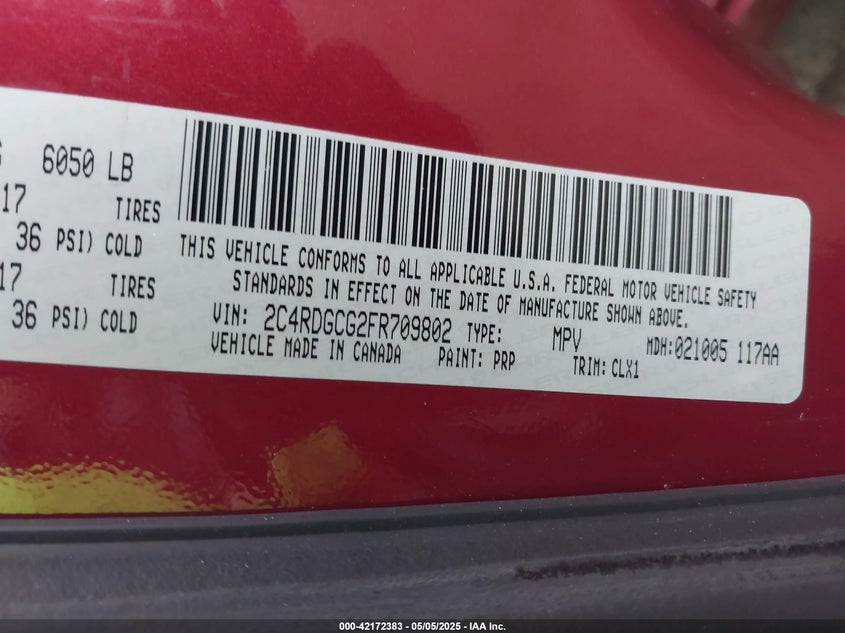 6050 LB
17 TIRES
36 PSI) COLD
17 TIRES
36 PSI) COLD
THIS VEHICLE CONFORMS TO ALL APPLICABLE U.S.A. FEDERAL MOTOR VEHICLE SAFETY
STANDARDS IN EFFECT ON THE DATE OF MANUFACTURE SHOWN ABOVE.
VIN: 2C4RDGCG2FR709802 TYPE: MPV MDH:021005 117AA
VEHICLE MADE IN CANADA PAINT: PRP TRIM: CLX1
000-42172383 - 05/05/2025 - IAA Inc.